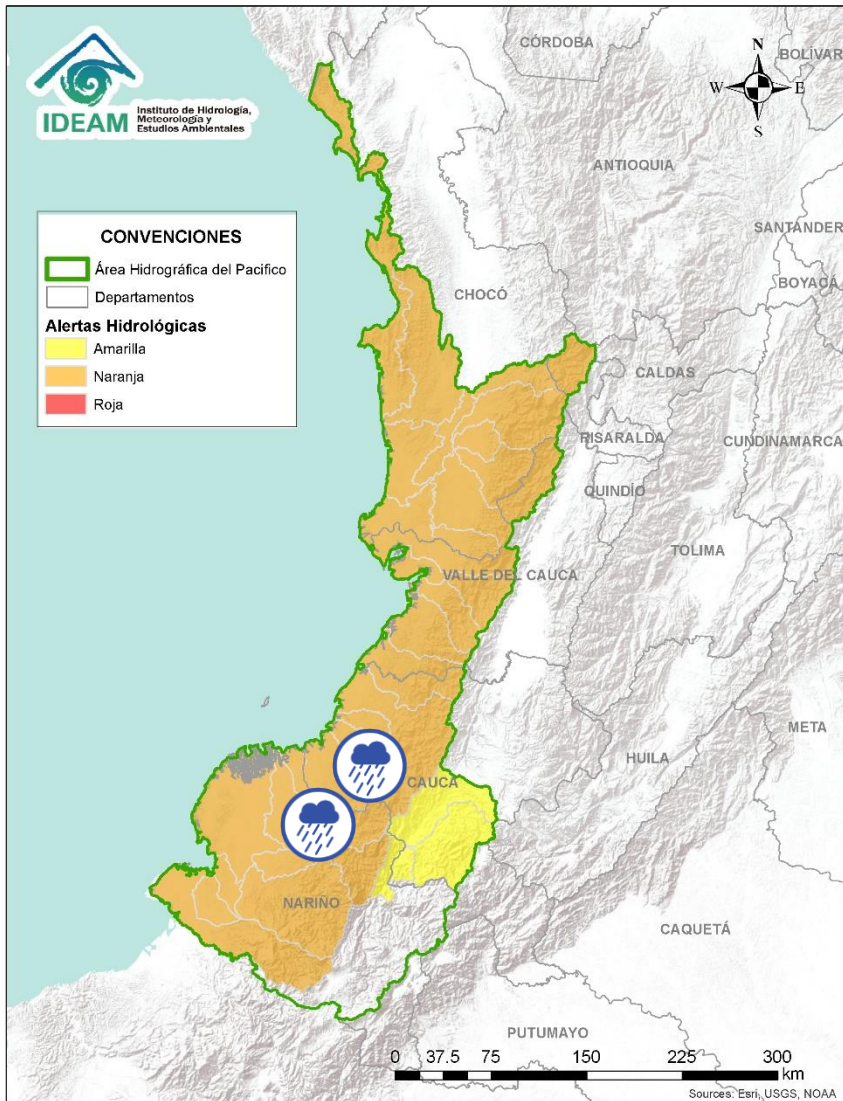 IDEAM
Instituto de Hidrología,
Meteorología y
Estudios Ambientales
N
W
E
S
CÓRDOBA
BOLÍVAR
ANTIOQUIA
SANTANDER
BOYACÁ
CHOCÓ
CALDAS
RISARALDA
CUNDINAMARCA
QUINDÍO
TOLIMA
VALLE DEL CAUCA
META
HUILA
CAUCA
NARIÑO
CAQUETÁ
PUTUMAYO
CONVENCIONES
Área Hidrográfica del Pacifico
Departamentos
Alertas Hidrológicas
Amarilla
Naranja
Roja
0 37.5 75 150 225 300
km
Sources: Esri, USGS, NOAA